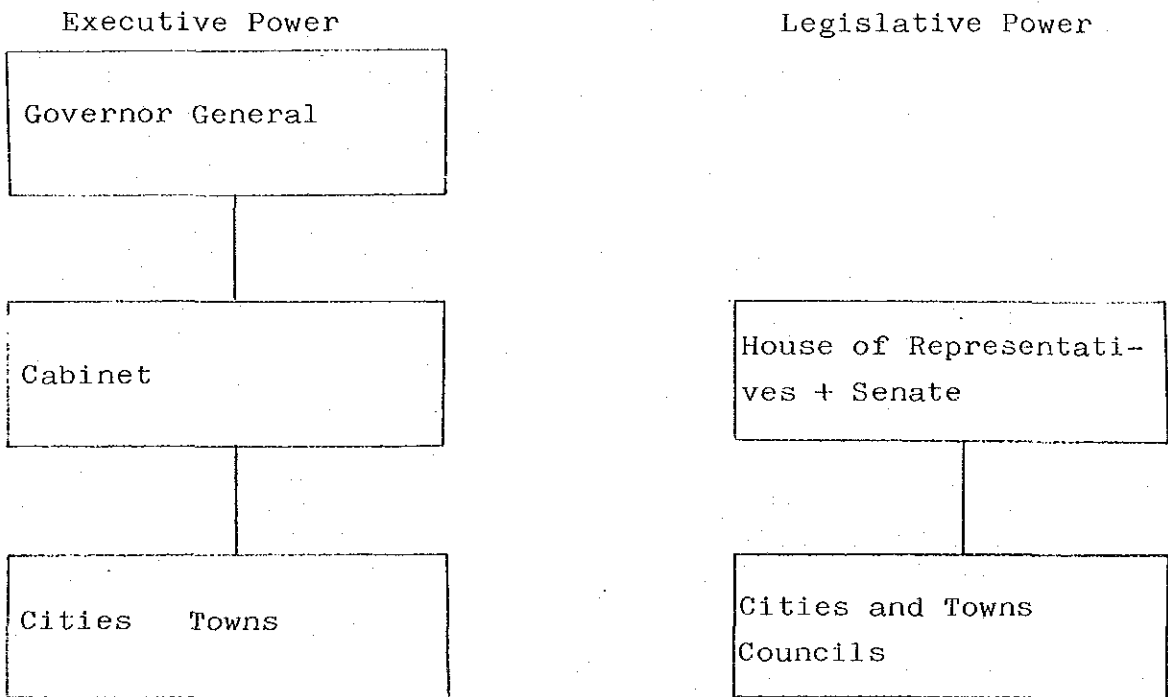 Executive Power
Legislative Power
Governor General
Cabinet
House of Representati-
ves + Senate
Cities Towns
Cities and Towns
Councils